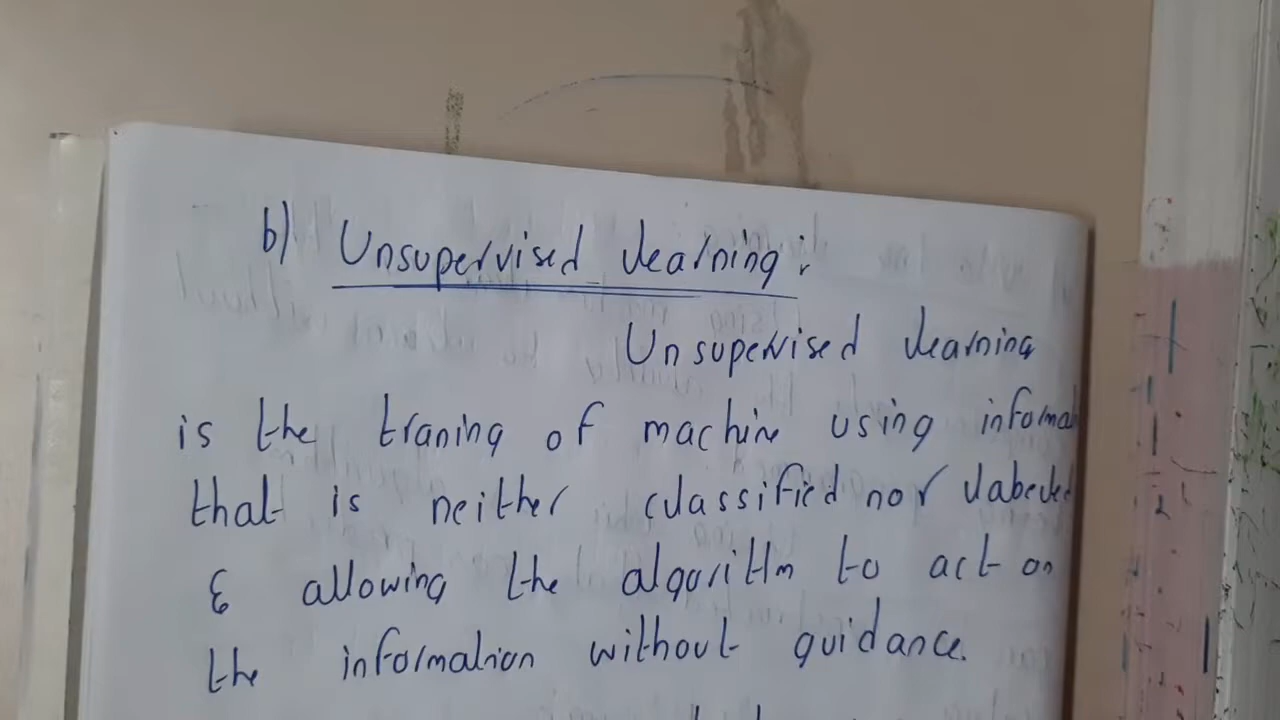 b) Unsupervised learning:
Unsupervised learning
is the traning of machine using informa
that is neither classified nor labeled
& allowing the algorithm to act on
the information without guidance.